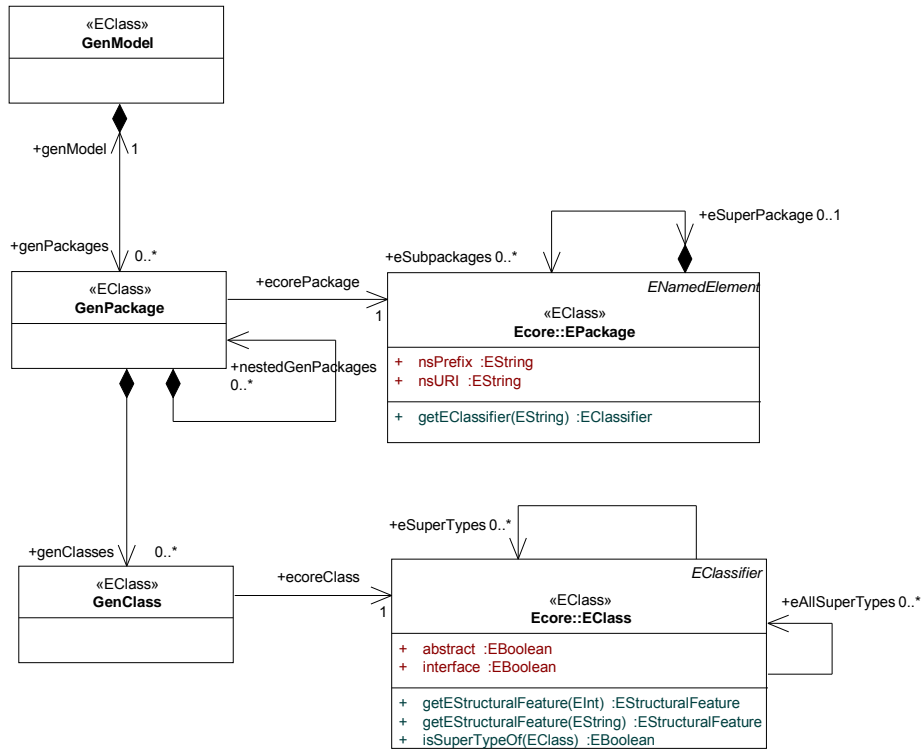 «EClass»
GenModel
+genModel 1
+genPackages 0..*
«EClass»
GenPackage
+ecorePackage
1
+nestedGenPackages
0..*
+eSuperPackage 0..1
+eSubpackages 0..*
ENamedElement
«EClass»
Ecore::EPackage
+ nsPrefix :EString
+ nsURI :EString
+ getEClassifier(EString) :EClassifier
+genClasses 0..*
«EClass»
GenClass
+ecoreClass
1
+eSuperTypes 0..*
EClassifier
«EClass»
Ecore::EClass
+eAllSuperTypes 0..*
+ abstract :EBoolean
+ interface :EBoolean
+ getEStructuralFeature(EInt) :EStructuralFeature
+ getEStructuralFeature(EString) :EStructuralFeature
+ isSuperTypeOf(EClass) :EBoolean